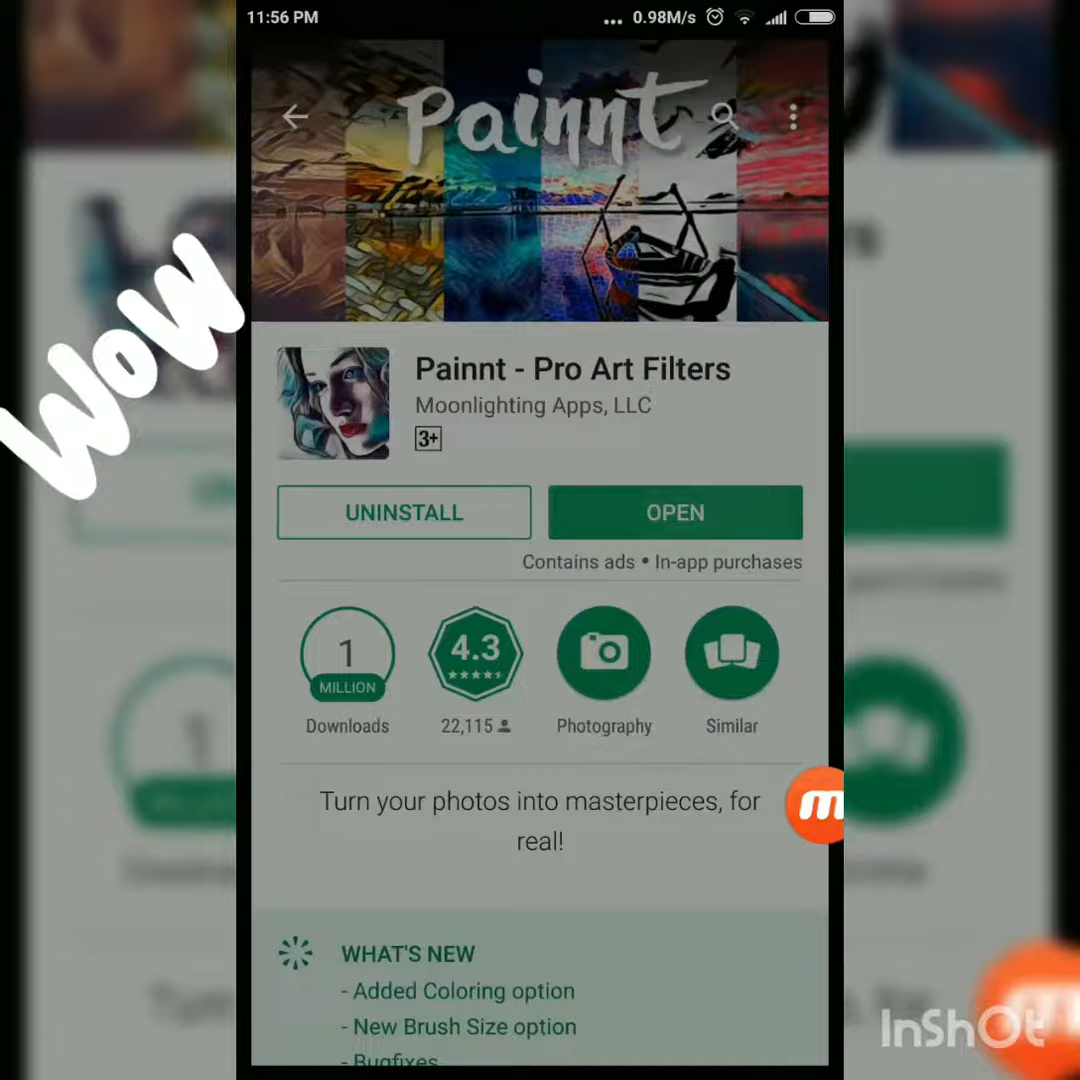 11:56 PM
... 0.98M/s
Painnt
WoW
Painnt - Pro Art Filters
Moonlighting Apps, LLC
3+
UNINSTALL
OPEN
Contains ads • In-app purchases
1
MILLION
4.3
Downloads
22,115
Photography
Similar
Turn your photos into masterpieces, for
real!
WHAT'S NEW
- Added Coloring option
- New Brush Size option
- Bugfixes
InShOt